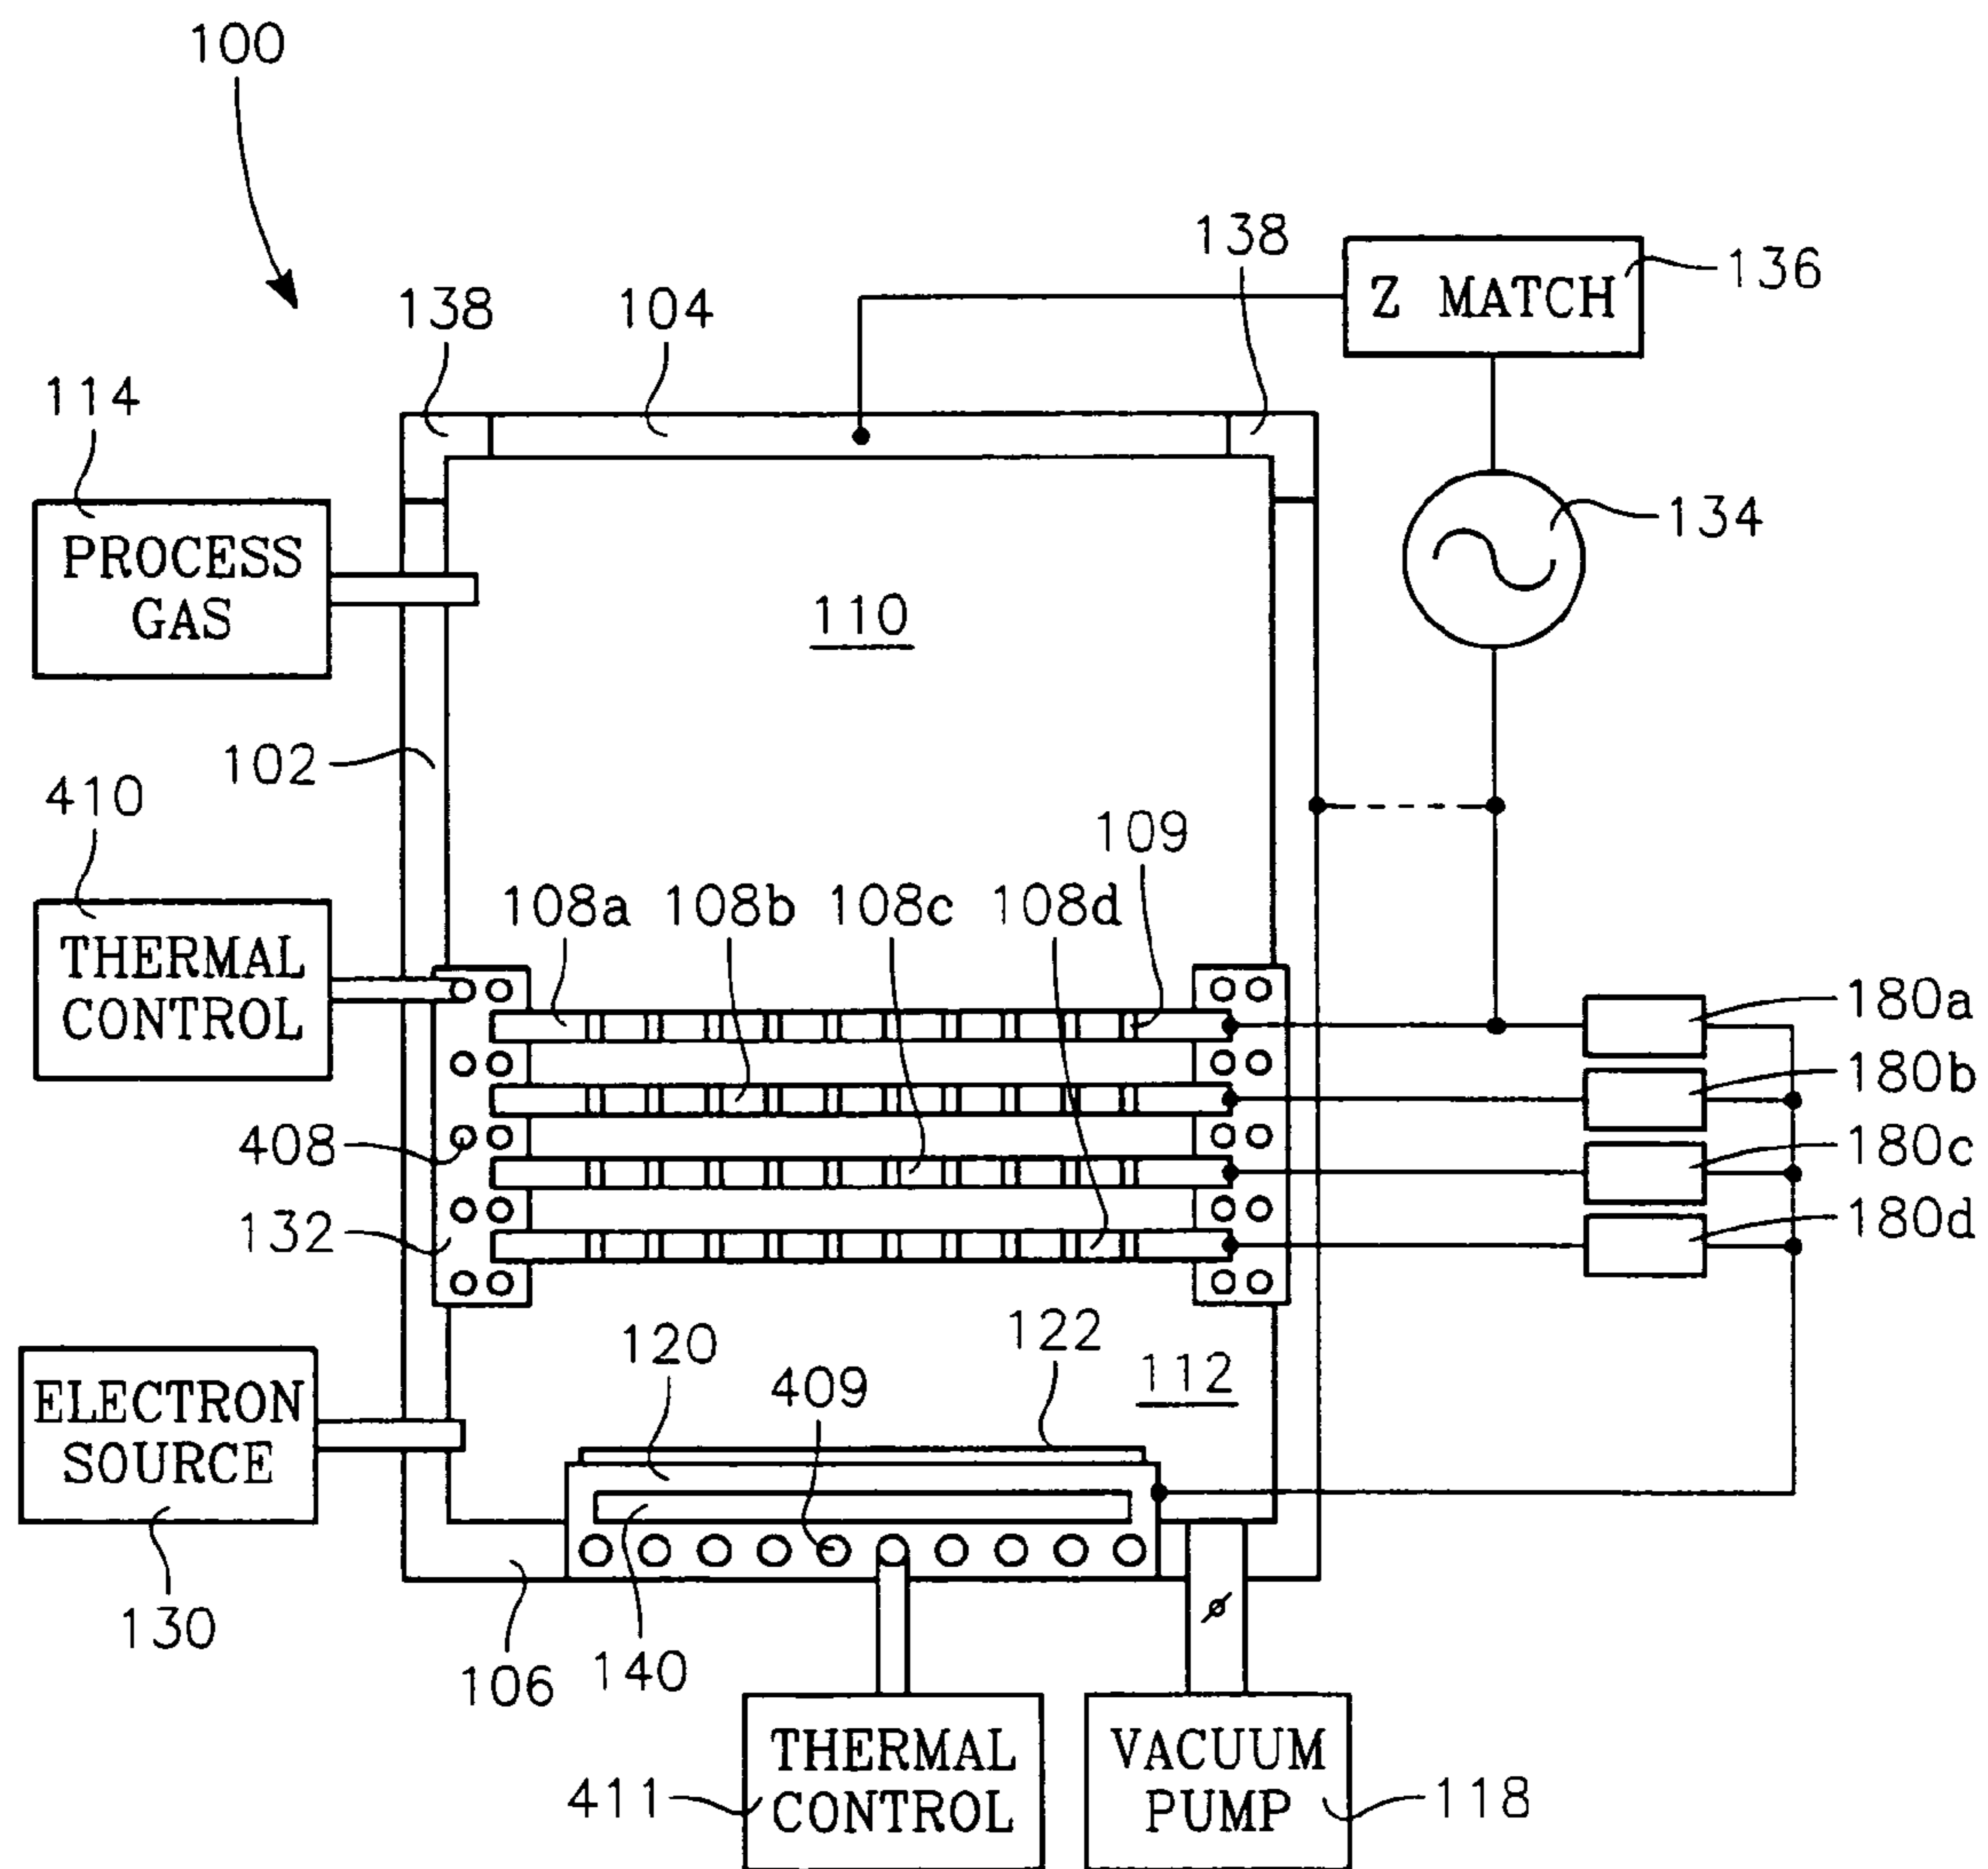 100
138
136
Z MATCH
138
104
114
134
PROCESS
GAS
110
102
410
109
108a 108b 108c 108d
THERMAL
CONTROL
180a
180b
408
180c
132
180d
122
120
112
409
ELECTRON
SOURCE
130
140
106
THERMAL
CONTROL
411
VACUUM
PUMP
118